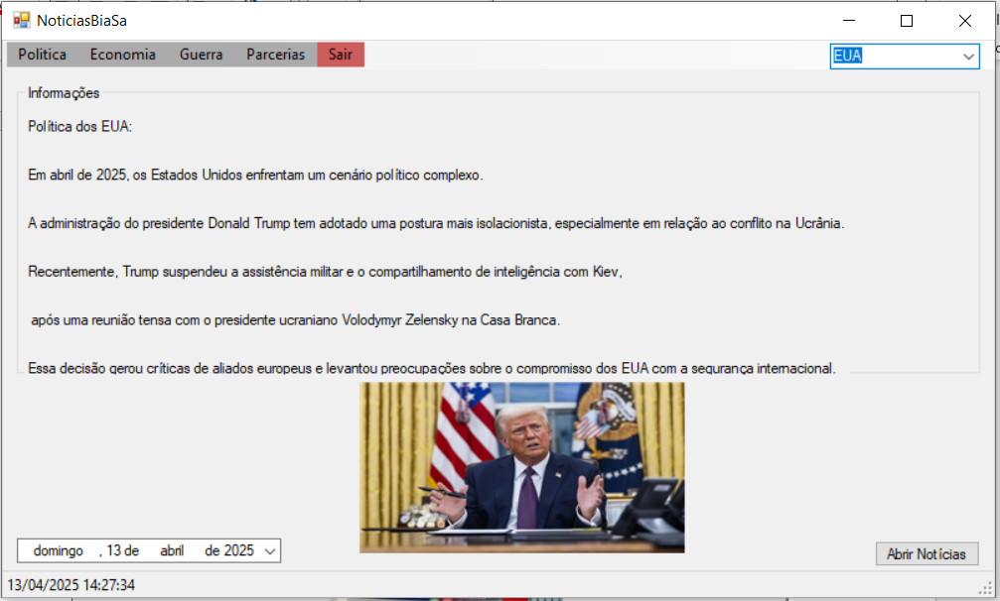 NoticiasBiaSa
Politica Economia Guerra Parcerias Sair
EUA
Informações
Política dos EUA:
Em abril de 2025, os Estados Unidos enfrentam um cenário político complexo.
A administração do presidente Donald Trump tem adotado uma postura mais isolacionista, especialmente em relação ao conflito na Ucrânia.
Recentemente, Trump suspendeu a assistência militar e o compartilhamento de inteligência com Kiev,
após uma reunião tensa com o presidente ucraniano Volodymyr Zelensky na Casa Branca.
Essa decisão gerou críticas de aliados europeus e levantou preocupações sobre o compromisso dos EUA com a segurança internacional.
domingo , 13 de abril de 2025
Abrir Notícias
13/04/2025 14:27:34